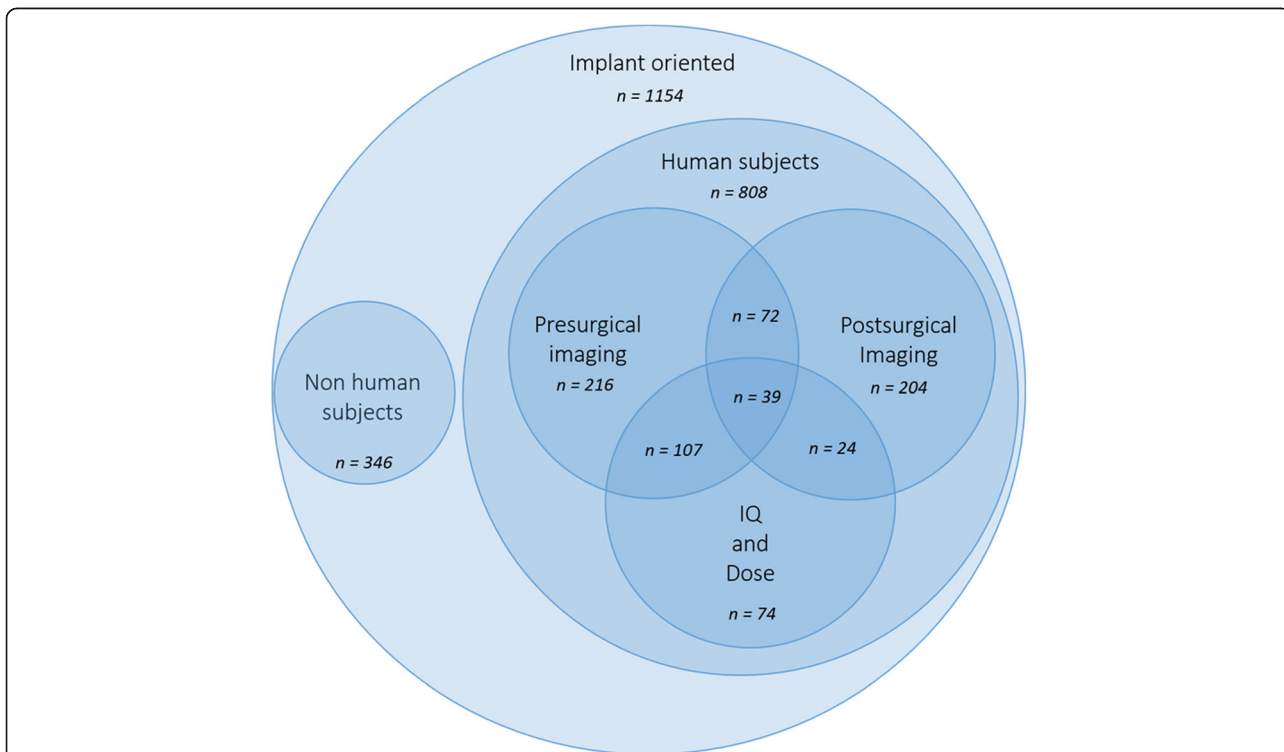 Implant oriented
n = 1154
Human subjects
n = 808
Presurgical
imaging
n = 216
n = 72
Postsurgical
Imaging
n = 204
Non human
subjects
n = 346
n = 39
n = 107
n = 24
IQ
and
Dose
n = 74